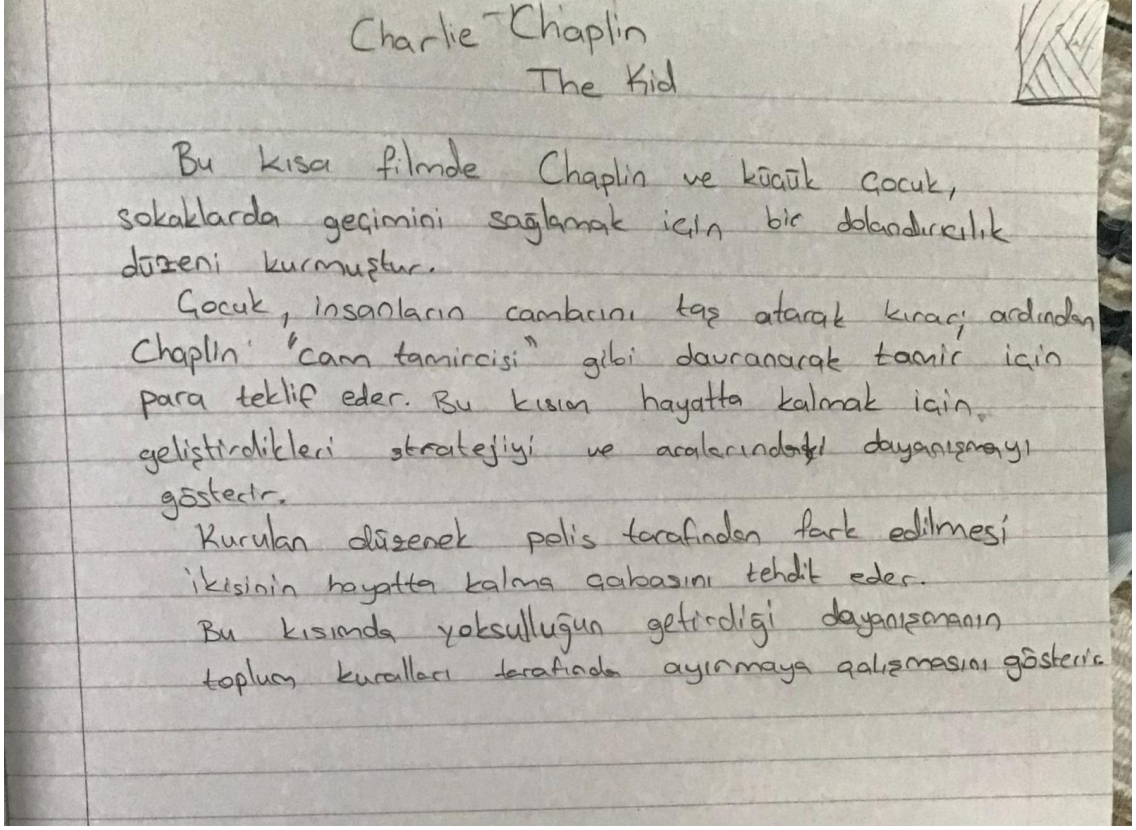 Charlie Chaplin
The Kid
Bu kısa filmde Chaplin ve küçük çocuk,
sokaklarda geçimini sağlamak için bir dolandırıcılık
düzeni kurmuştur.
Çocuk, insanların camlarını taş atarak kırar; ardından
Chaplin "cam tamircisi" gibi davranarak tamir için
para teklif eder. Bu kısım hayatta kalmak için
geliştirdikleri stratejiyi ve aralarındaki dayanışmayı
gösterir.
Kurulan düzenek polis tarafından fark edilmesi
ikisinin hayatta kalma çabasını tehdit eder.
Bu kısımda yoksulluğun getirdiği dayanışmanın
toplum kuralları tarafında ayırmaya çalışmasını gösterir